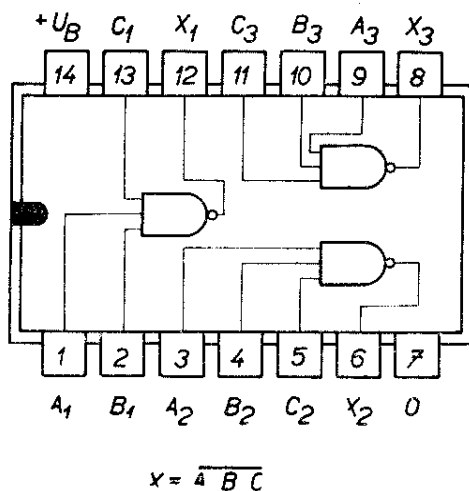 +U_B C_1 X_1 C_3 B_3 A_3 X_3
14 13 12 11 10 9 8
1 2 3 4 5 6 7
A_1 B_1 A_2 B_2 C_2 X_2 0
x = \overline{A B C}